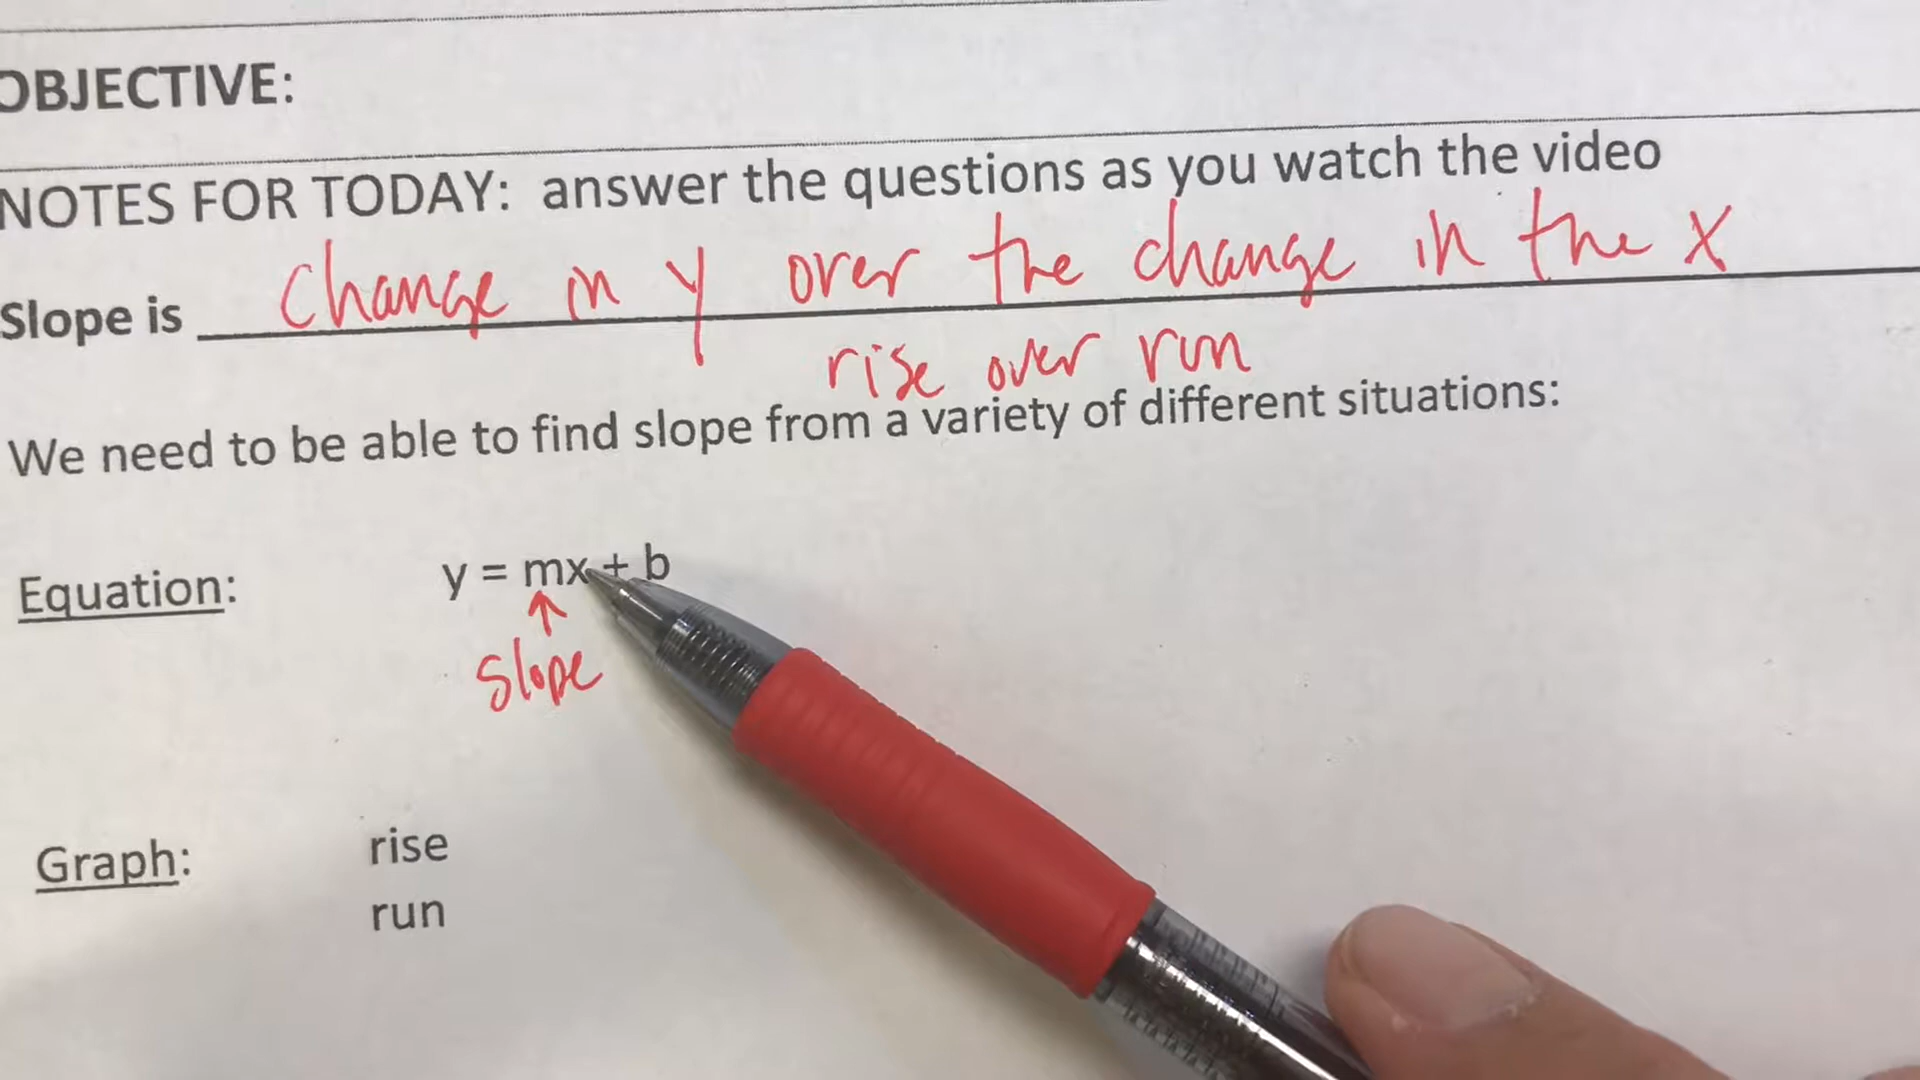 OBJECTIVE:
NOTES FOR TODAY: answer the questions as you watch the video
Slope is change in y over the change in the x
rise over run
We need to be able to find slope from a variety of different situations:
Equation: y = mx + b
slope
Graph: rise
run